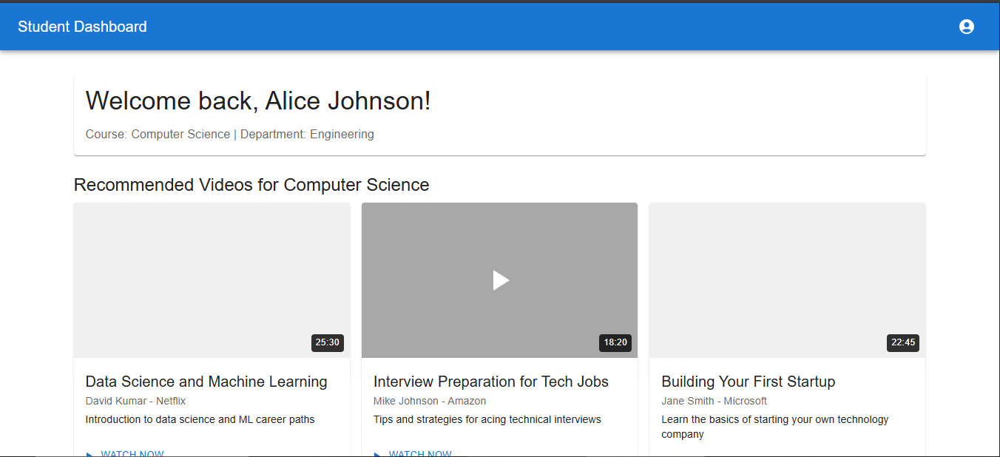 Student Dashboard
Welcome back, Alice Johnson!
Course: Computer Science | Department: Engineering
Recommended Videos for Computer Science
25:30
18:20
22:45
Data Science and Machine Learning
David Kumar - Netflix
Introduction to data science and ML career paths
WATCH NOW
Interview Preparation for Tech Jobs
Mike Johnson - Amazon
Tips and strategies for acing technical interviews
WATCH NOW
Building Your First Startup
Jane Smith - Microsoft
Learn the basics of starting your own technology
company